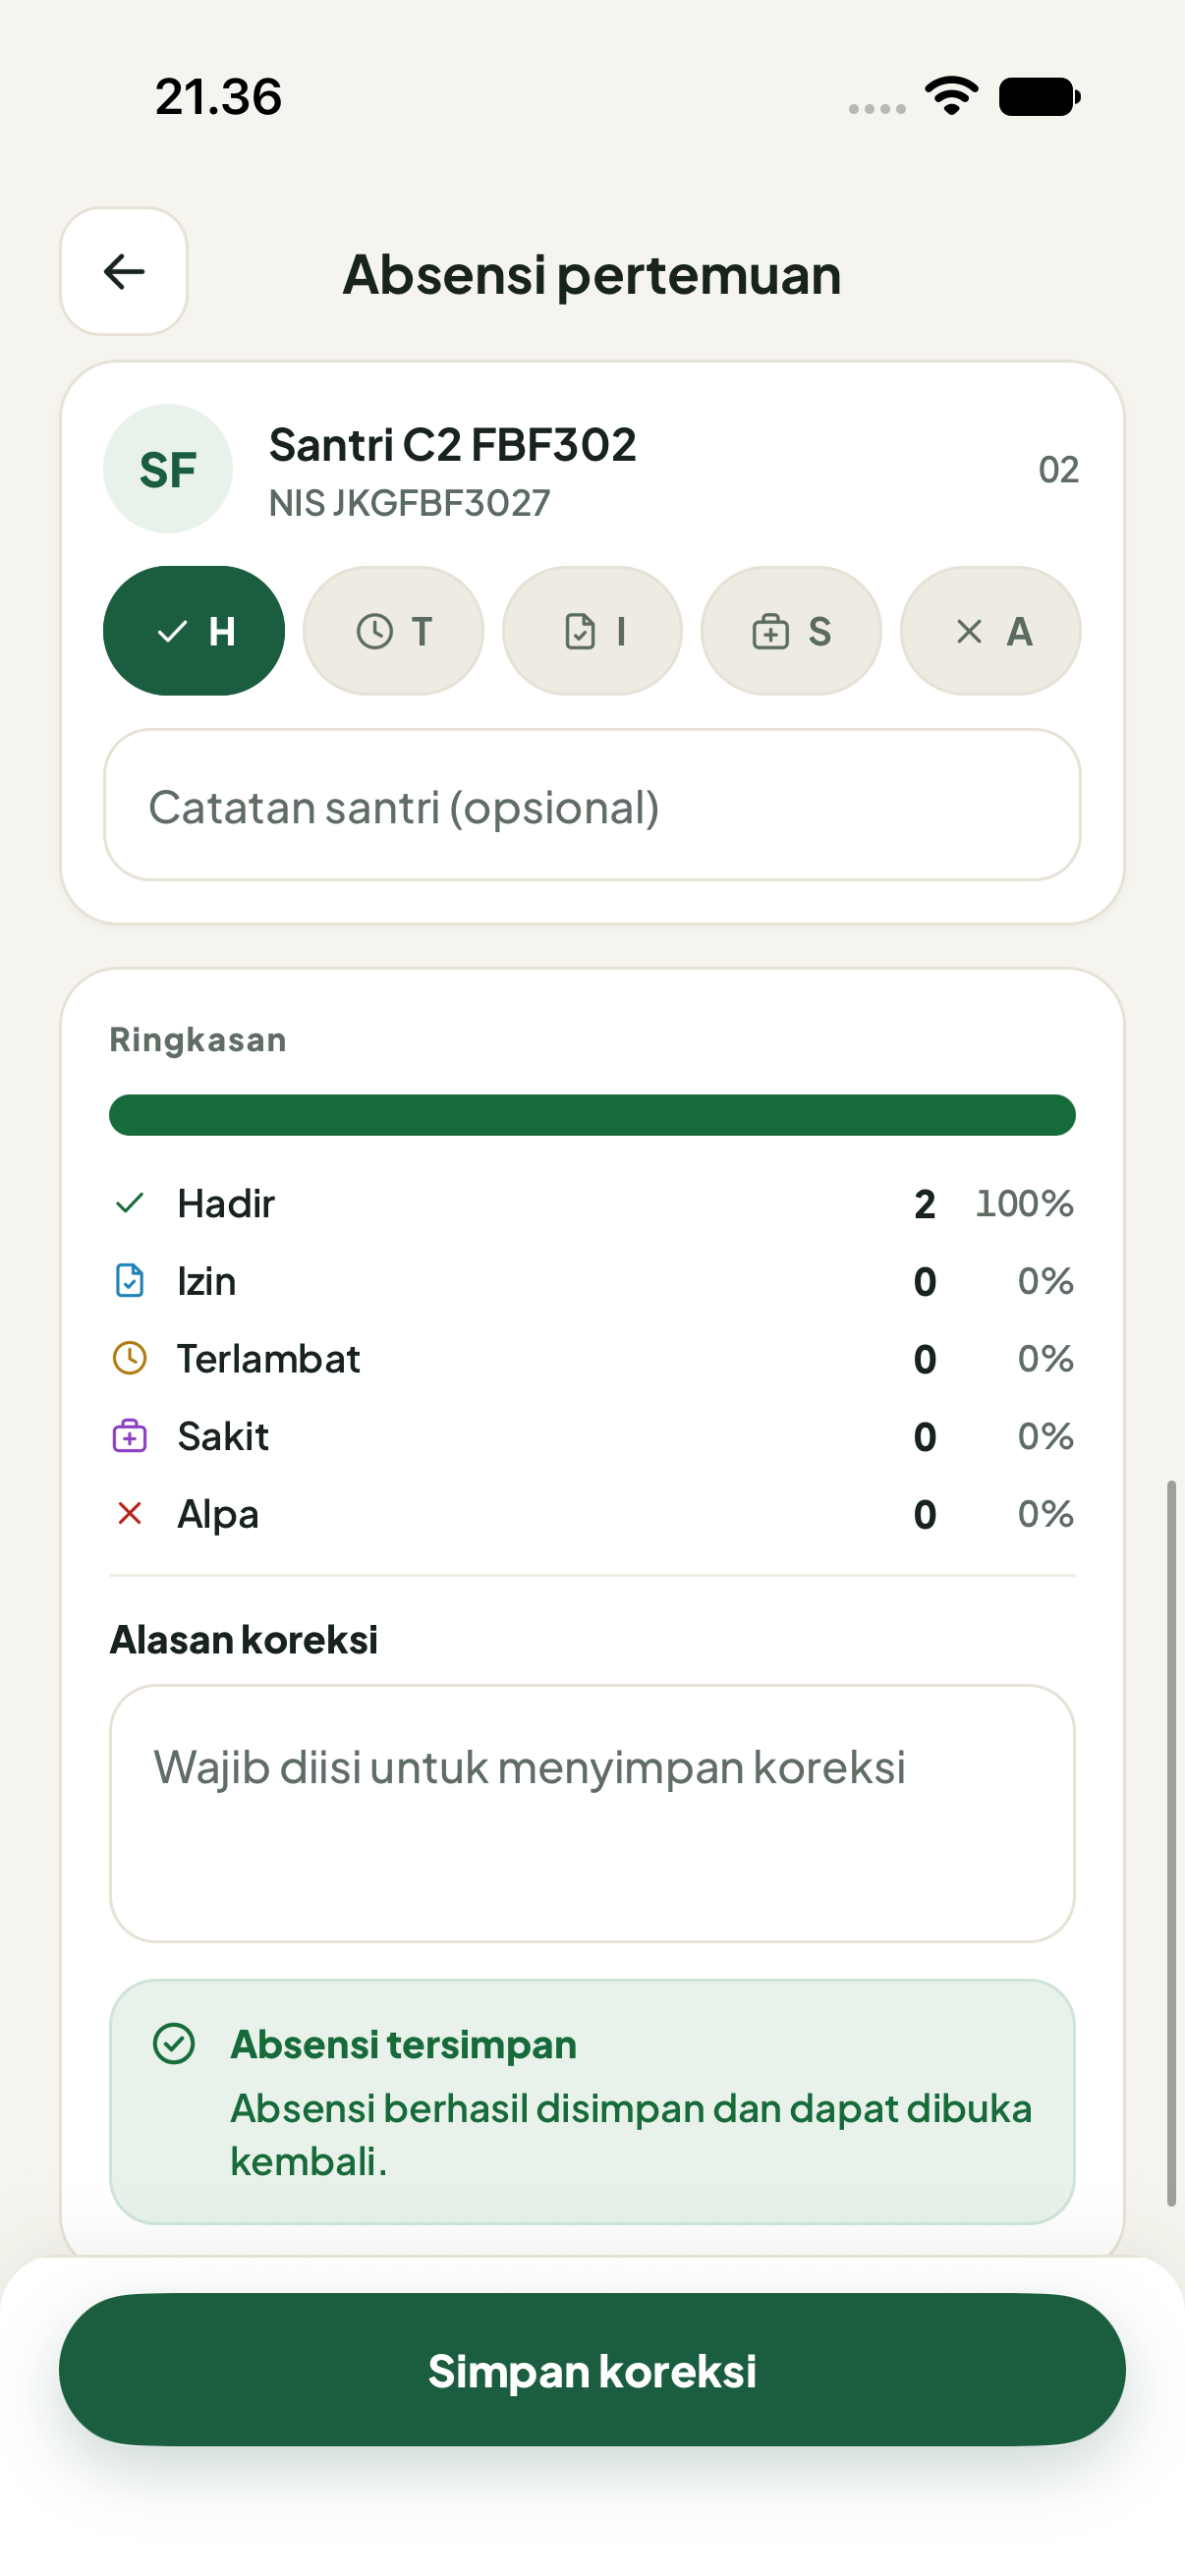 21.36
Absensi pertemuan
SF
Santri C2 FBF302
NIS JKGFBF3027
02
H
T
I
S
A
Catatan santri (opsional)
Ringkasan
Hadir 2 100%
Izin 0 0%
Terlambat 0 0%
Sakit 0 0%
Alpa 0 0%
Alasan koreksi
Wajib diisi untuk menyimpan koreksi
Absensi tersimpan
Absensi berhasil disimpan dan dapat dibuka
kembali.
Simpan koreksi